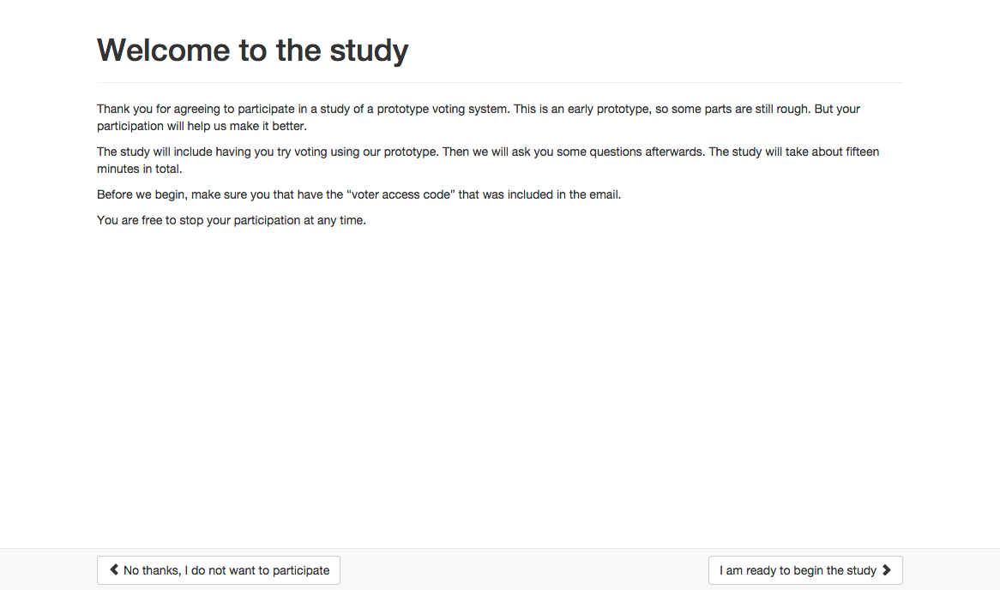 Welcome to the study
Thank you for agreeing to participate in a study of a prototype voting system. This is an early prototype, so some parts are still rough. But your
participation will help us make it better.
The study will include having you try voting using our prototype. Then we will ask you some questions afterwards. The study will take about fifteen
minutes in total.
Before we begin, make sure you that have the “voter access code” that was included in the email.
You are free to stop your participation at any time.
No thanks, I do not want to participate
I am ready to begin the study